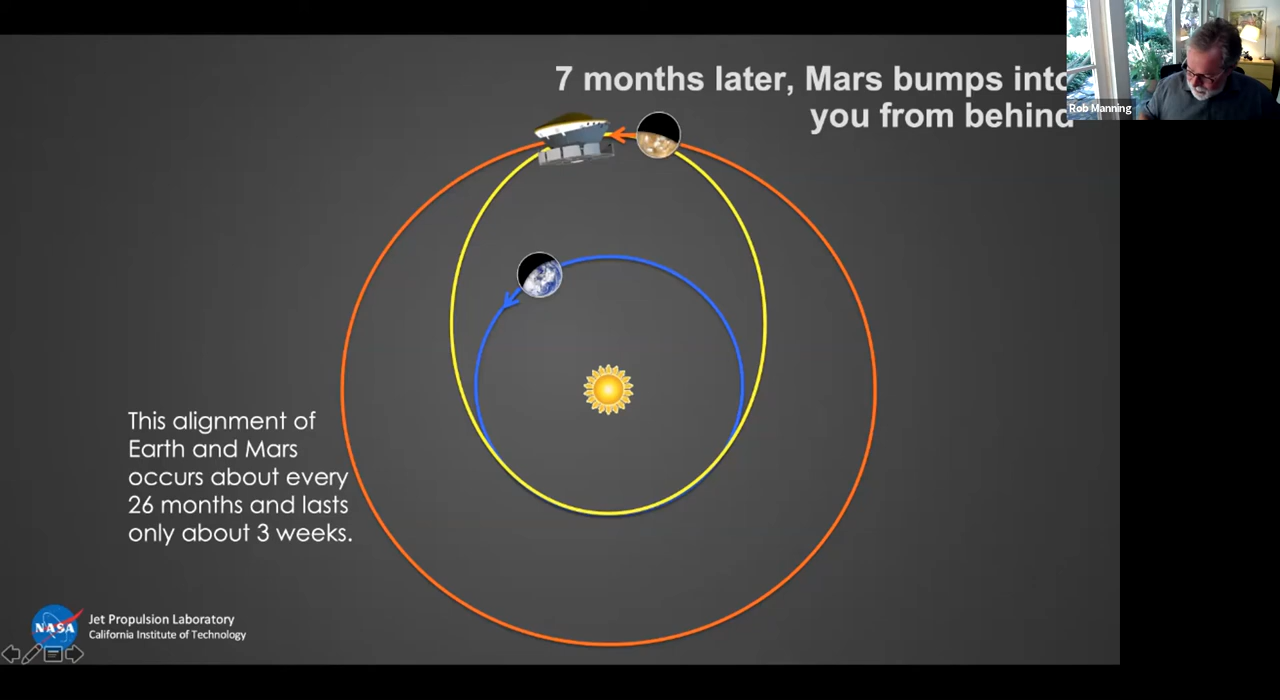 7 months later, Mars bumps into
you from behind
Rob Manning
This alignment of
Earth and Mars
occurs about every
26 months and lasts
only about 3 weeks.
NASA
Jet Propulsion Laboratory
California Institute of Technology